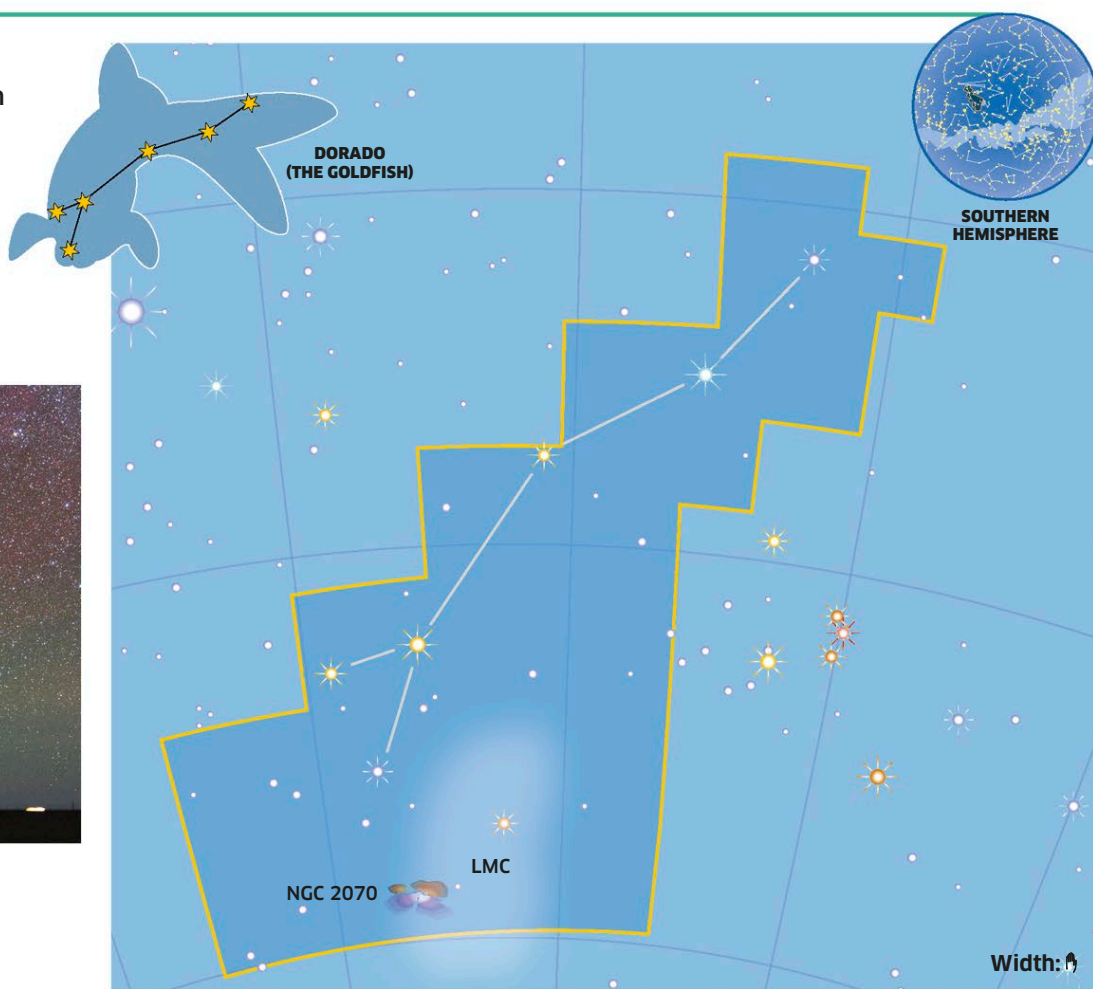 n
DORADO
(THE GOLDFISH)
SOUTHERN
HEMISPHERE
LMC
NGC 2070
Width: